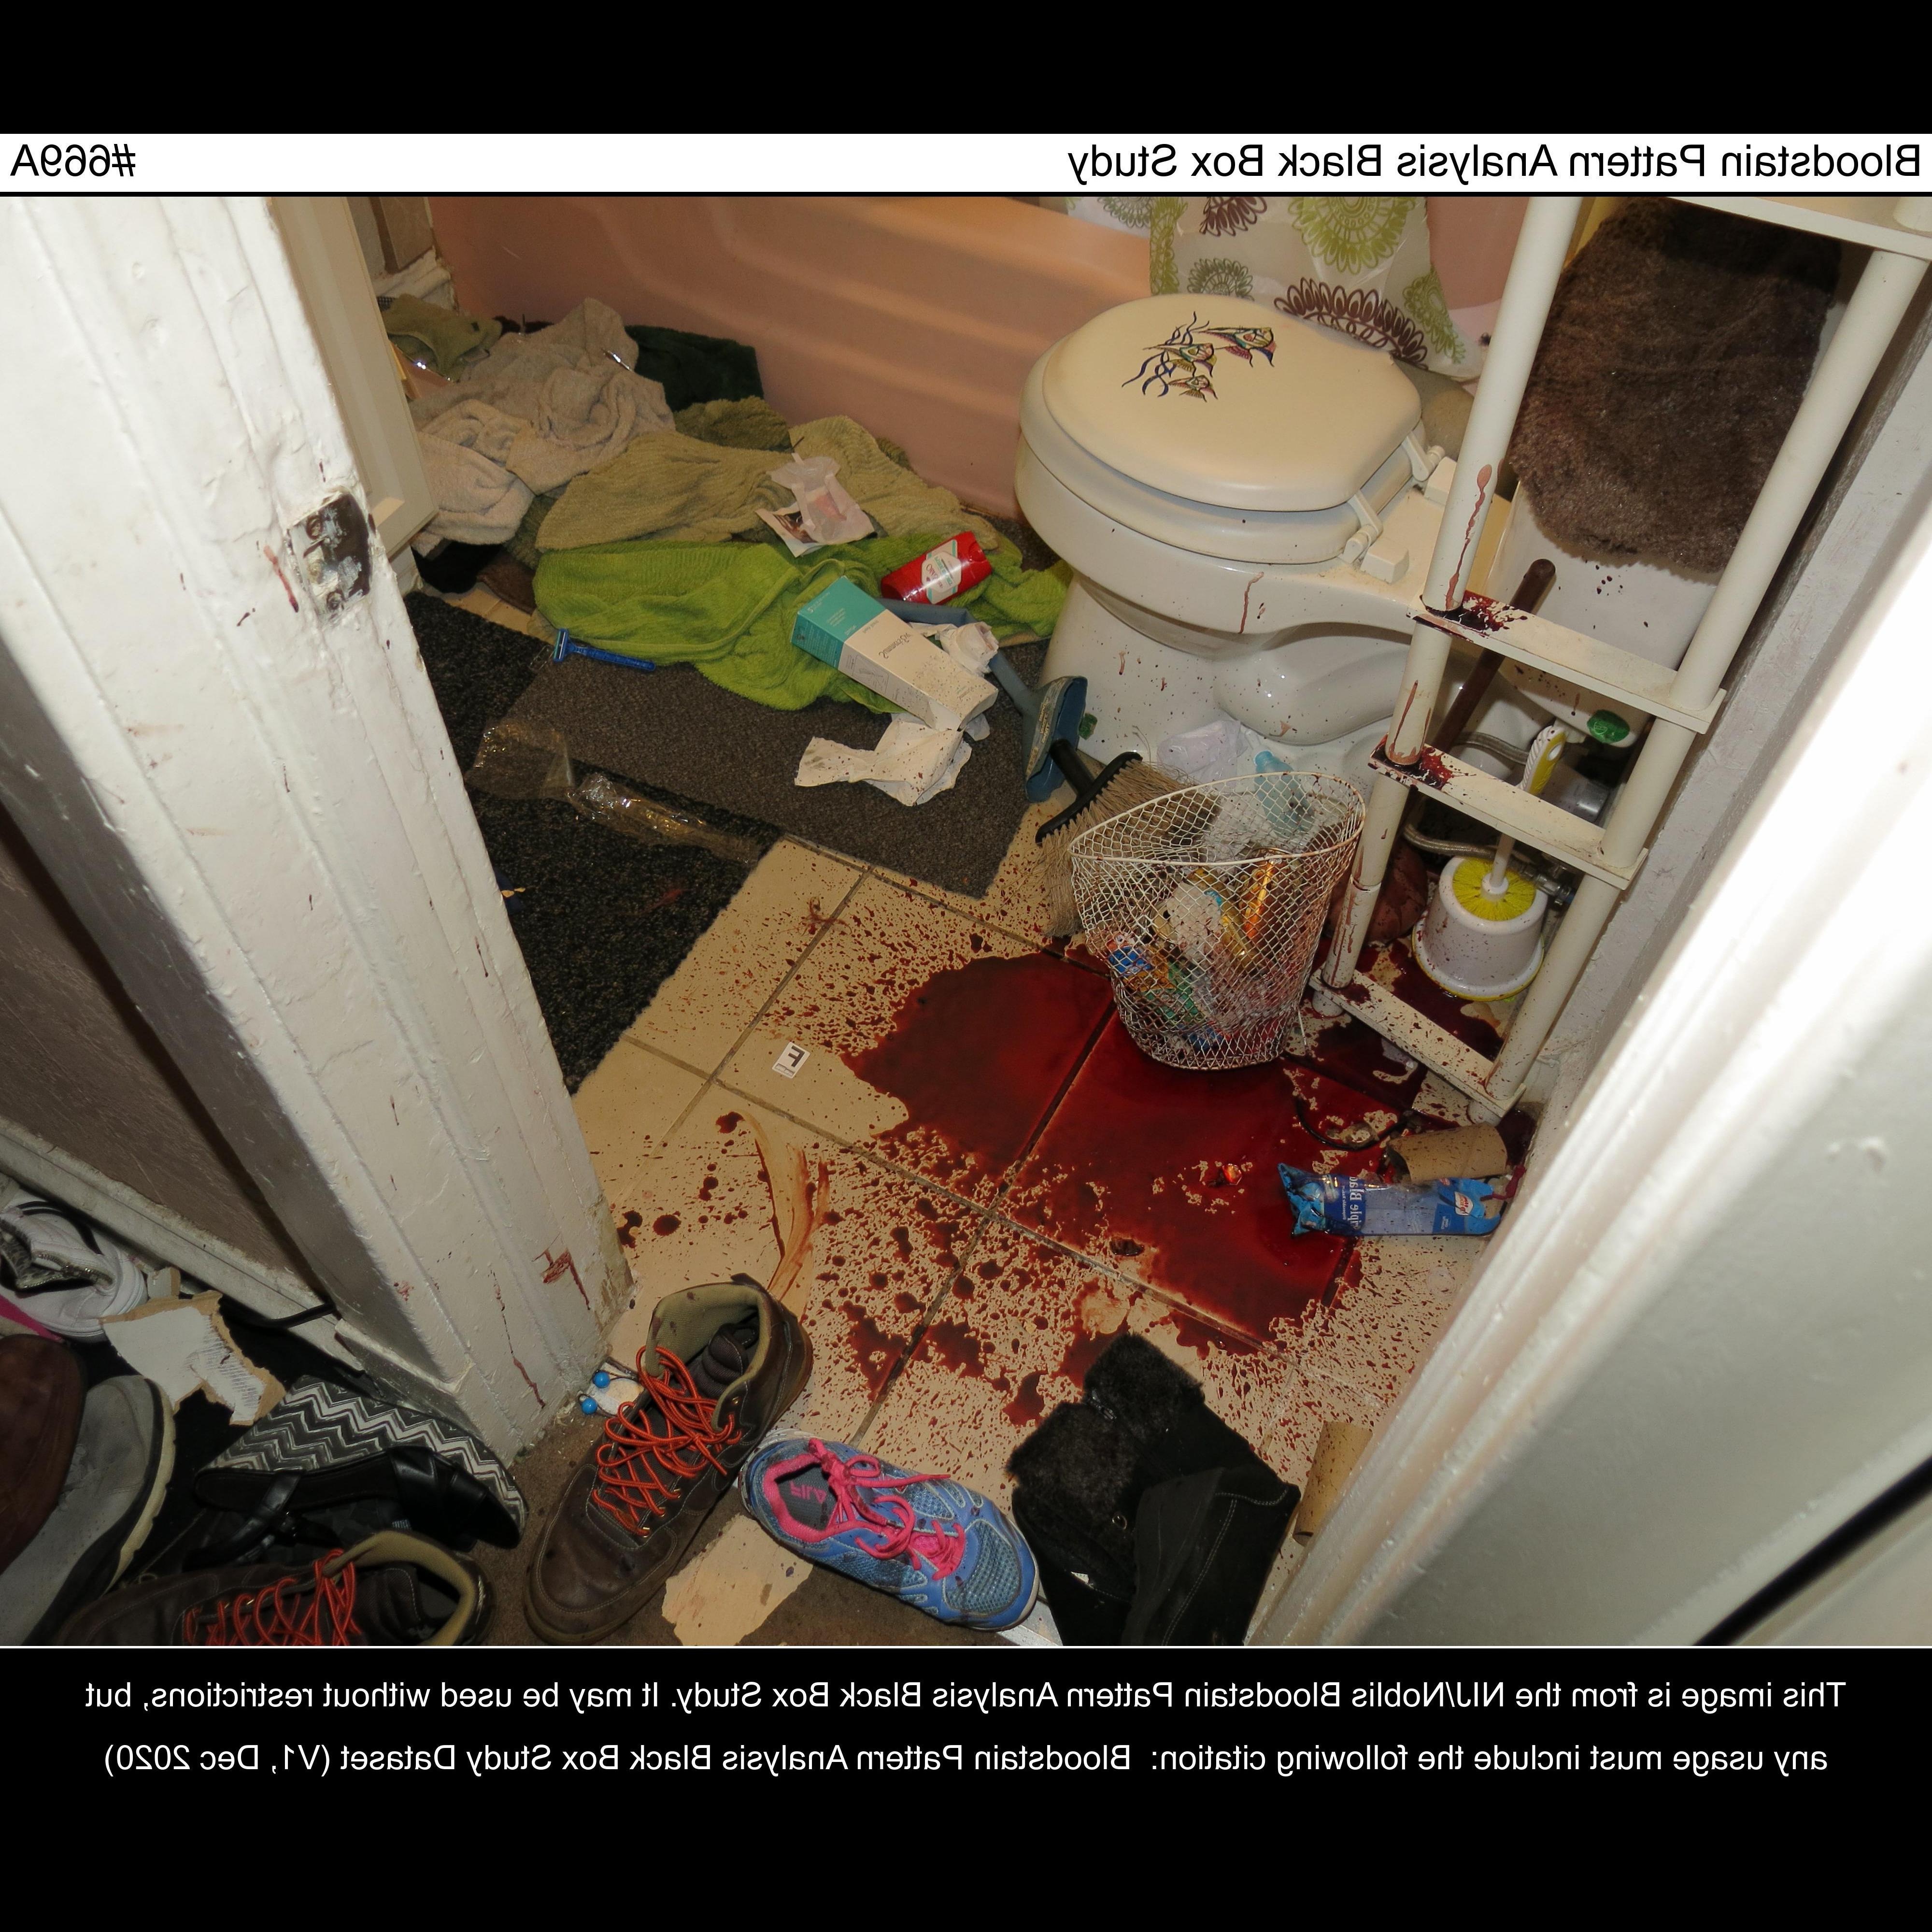 Bloodstain Pattern Analysis Black Box Study
#669A
F
FILA
This image is from the NIJ/Noblis Bloodstain Pattern Analysis Black Box Study. It may be used without restrictions, but
any usage must include the following citation: Bloodstain Pattern Analysis Black Box Study Dataset (V1, Dec 2020)